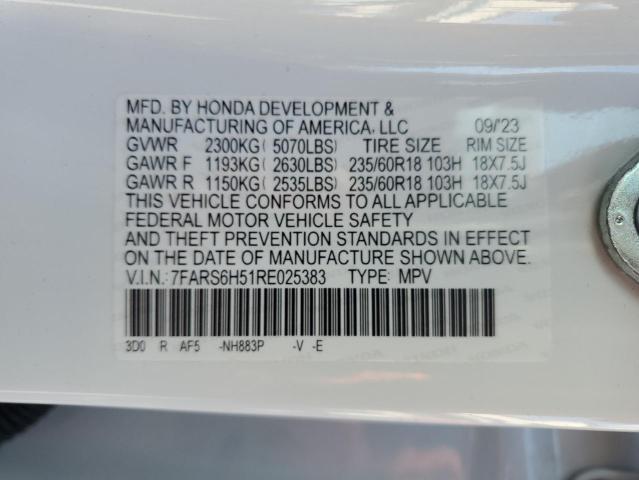 MFD. BY HONDA DEVELOPMENT &
MANUFACTURING OF AMERICA, LLC 09/'23
GVWR 2300KG( 5070LBS) TIRE SIZE RIM SIZE
GAWR F 1193KG( 2630LBS) 235/60R18 103H 18X7.5J
GAWR R 1150KG( 2535LBS) 235/60R18 103H 18X7.5J
THIS VEHICLE CONFORMS TO ALL APPLICABLE
FEDERAL MOTOR VEHICLE SAFETY
AND THEFT PREVENTION STANDARDS IN EFFECT
ON THE DATE OF MANUFACTURE SHOWN ABOVE.
V.I.N.:7FARS6H51RE025383 TYPE: MPV
3D0 R AF5 -NH883P -V -E